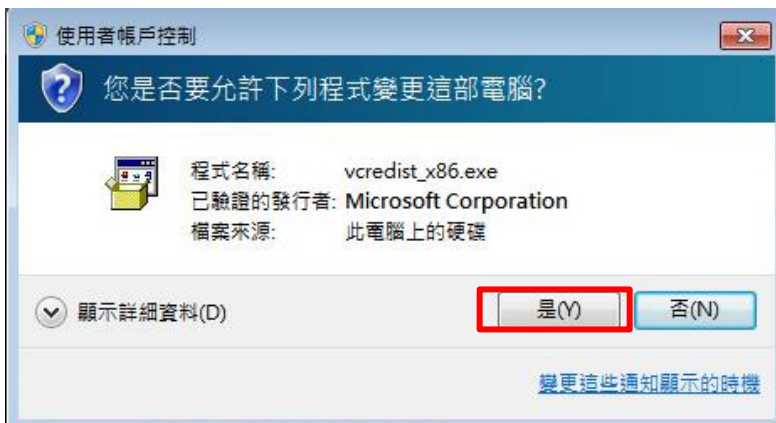 使用者帳戶控制
您是否要允許下列程式變更這部電腦?
程式名稱: vcredist_x86.exe
已驗證的發行者: Microsoft Corporation
檔案來源: 此電腦上的硬碟
顯示詳細資料(D)
是(Y) 否(N)
變更這些通知顯示的時機